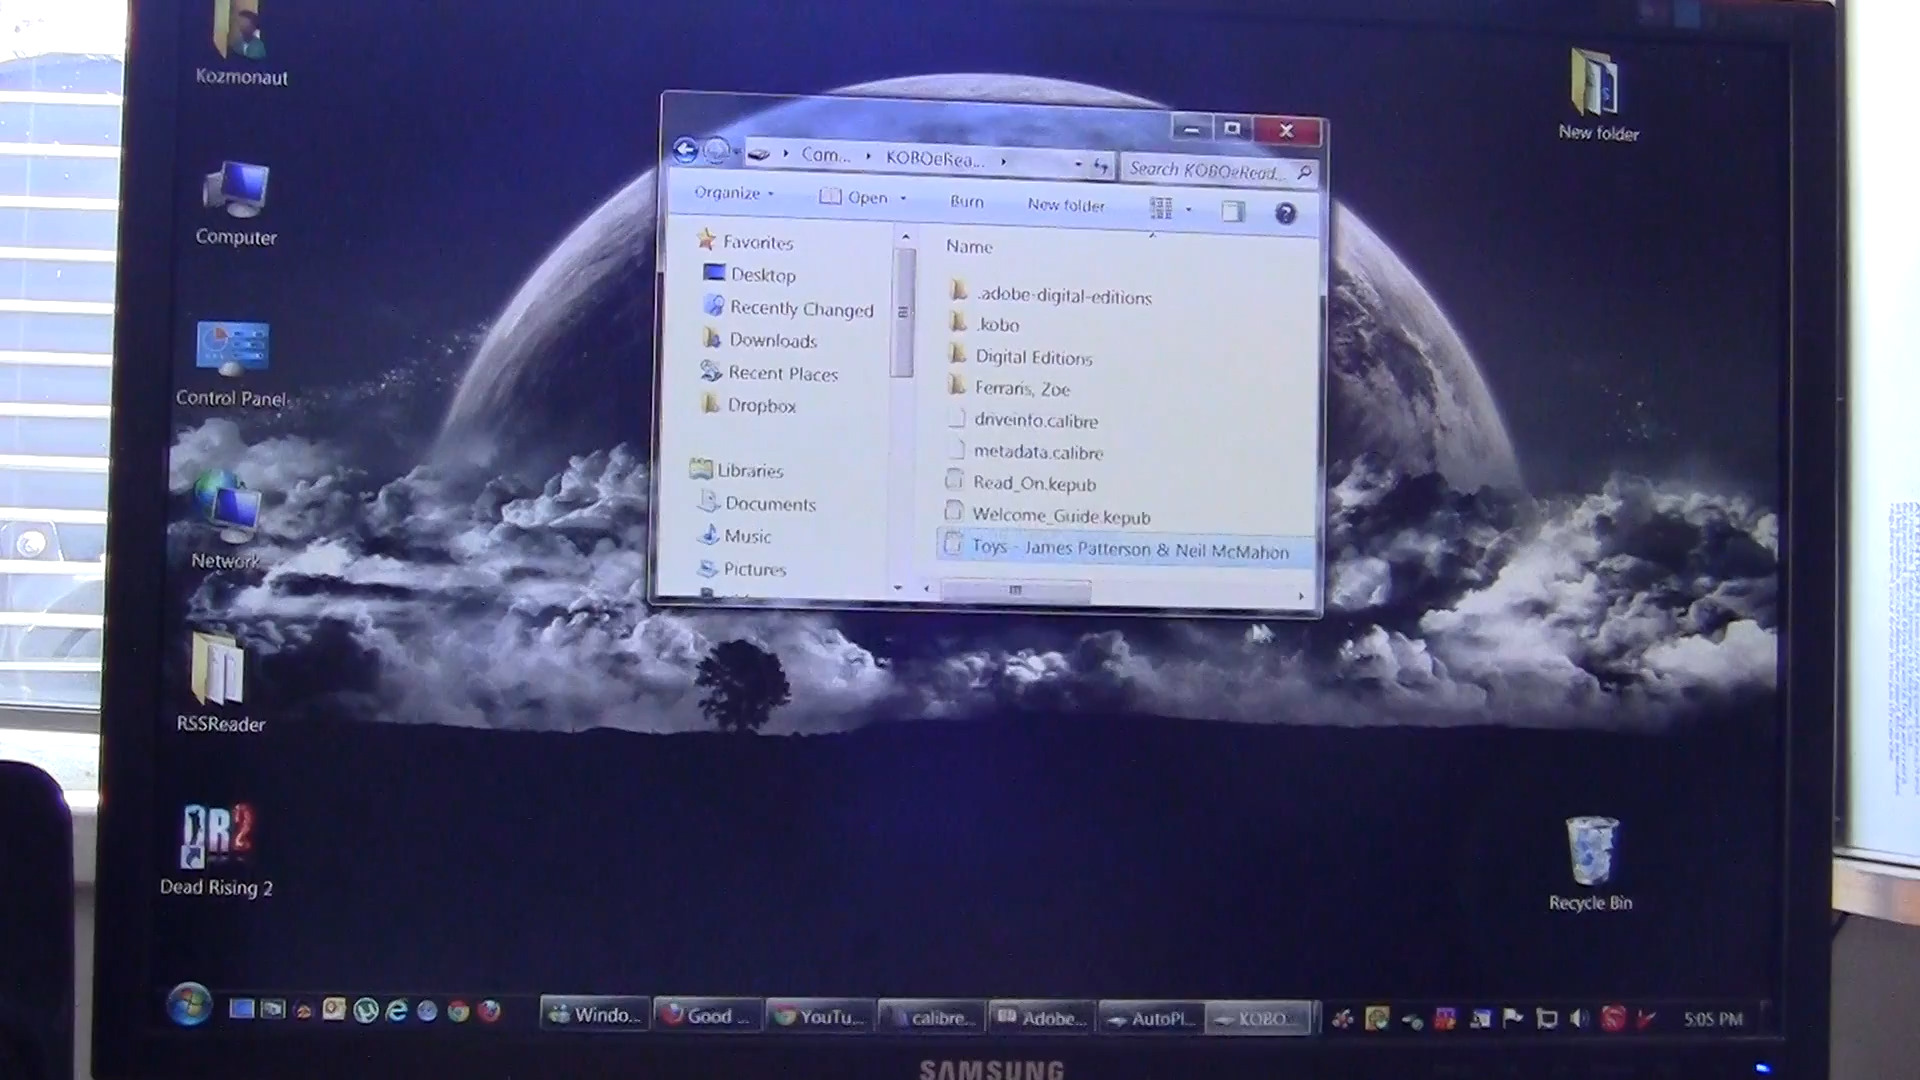 Kozmonaut
Computer
Control Panel
Network
RSSReader
DR2
Dead Rising 2
New folder
Recycle Bin
Com...
KOBOeRea...
Search KOBOeRead...
Organize
Open
Burn
New folder
Favorites
Desktop
Recently Changed
Downloads
Recent Places
Dropbox
Libraries
Documents
Music
Pictures
Name
.adobe-digital-editions
.kobo
Digital Editions
Ferraris, Zoe
driveinfo.calibre
metadata.calibre
Read_On.kepub
Welcome_Guide.kepub
Toys - James Patterson & Neil McMahon
Windo...
Good ...
YouTu...
calibre...
Adobe...
AutoPl...
KOBO...
5:05 PM
SAMSUNG